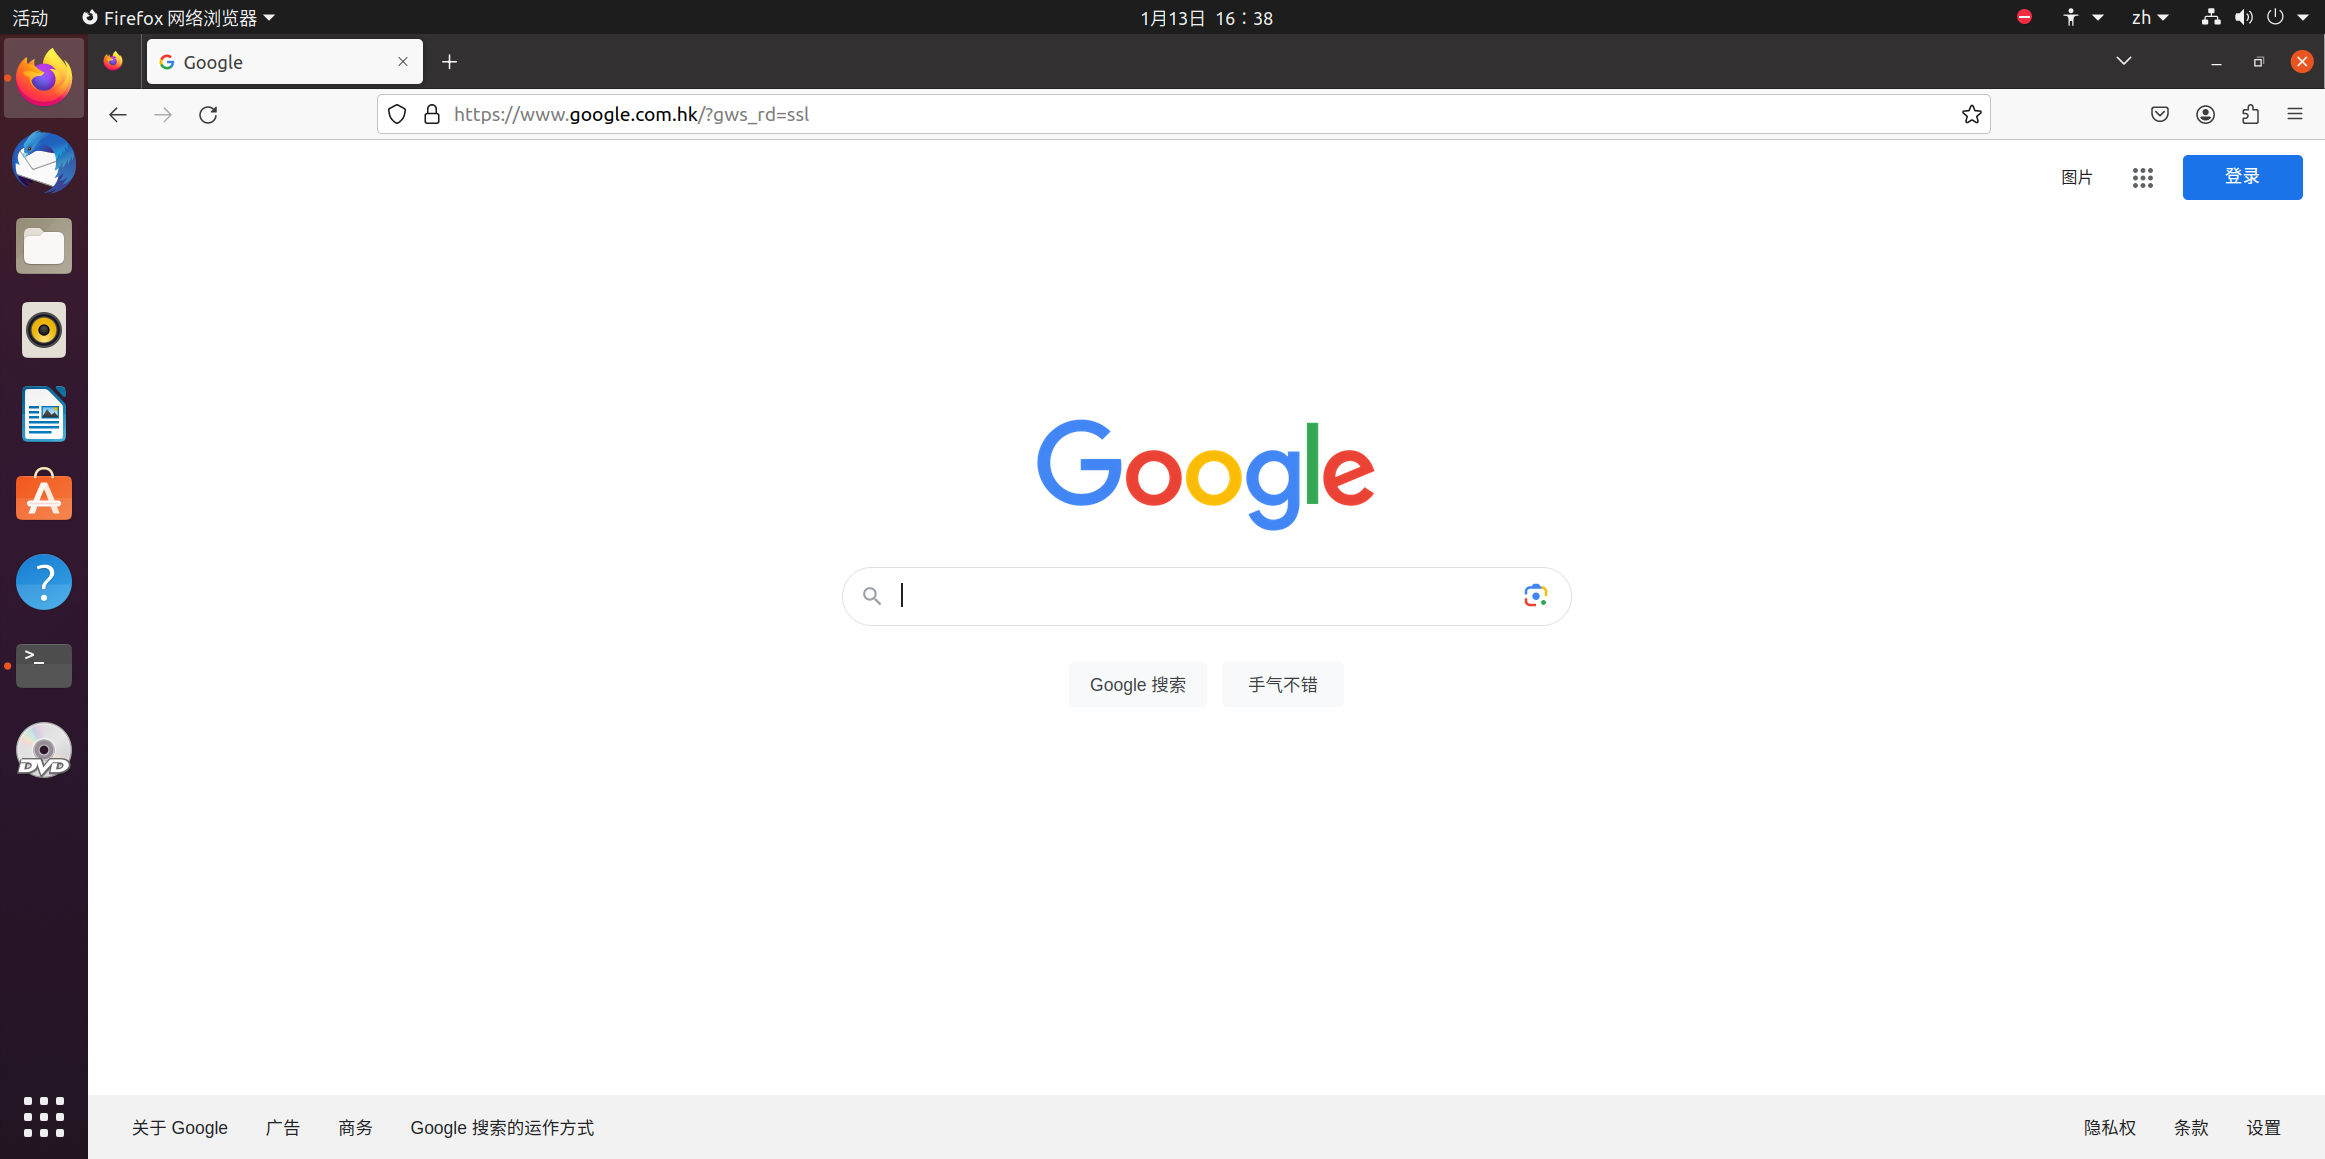 活动
Firefox 网络浏览器
1月13日 16：38
zh
Google
https://www.google.com.hk/?gws_rd=ssl
图片
登录
Google
Google 搜索
手气不错
>_
DVD
关于 Google
广告
商务
Google 搜索的运作方式
隐私权
条款
设置